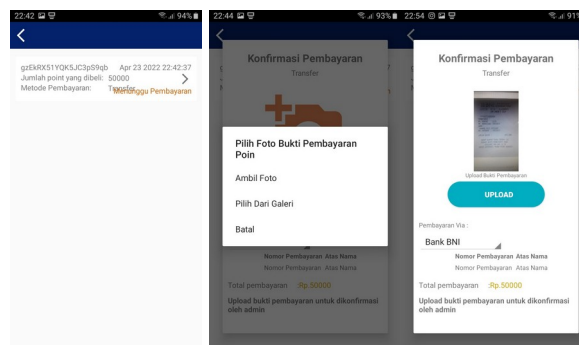 22:42
94%
gzEkRX51YQK5JC3pS9qb Apr 23 2022 22:42:37
Jumlah point yang dibeli: 50000
Metode Pembayaran: Transfer
Menunggu Pembayaran
22:44
93%
Konfirmasi Pembayaran
Transfer
Pilih Foto Bukti Pembayaran
Poin
Ambil Foto
Pilih Dari Galeri
Batal
Nomor Pembayaran Atas Nama
Nomor Pembayaran Atas Nama
Total pembayaran :Rp.50000
Upload bukti pembayaran untuk dikonfirmasi
oleh admin
22:54
91%
Konfirmasi Pembayaran
Transfer
Upload Bukti Pembayaran
UPLOAD
Pembayaran Via :
Bank BNI
Nomor Pembayaran Atas Nama
Nomor Pembayaran Atas Nama
Total pembayaran :Rp.50000
Upload bukti pembayaran untuk dikonfirmasi
oleh admin